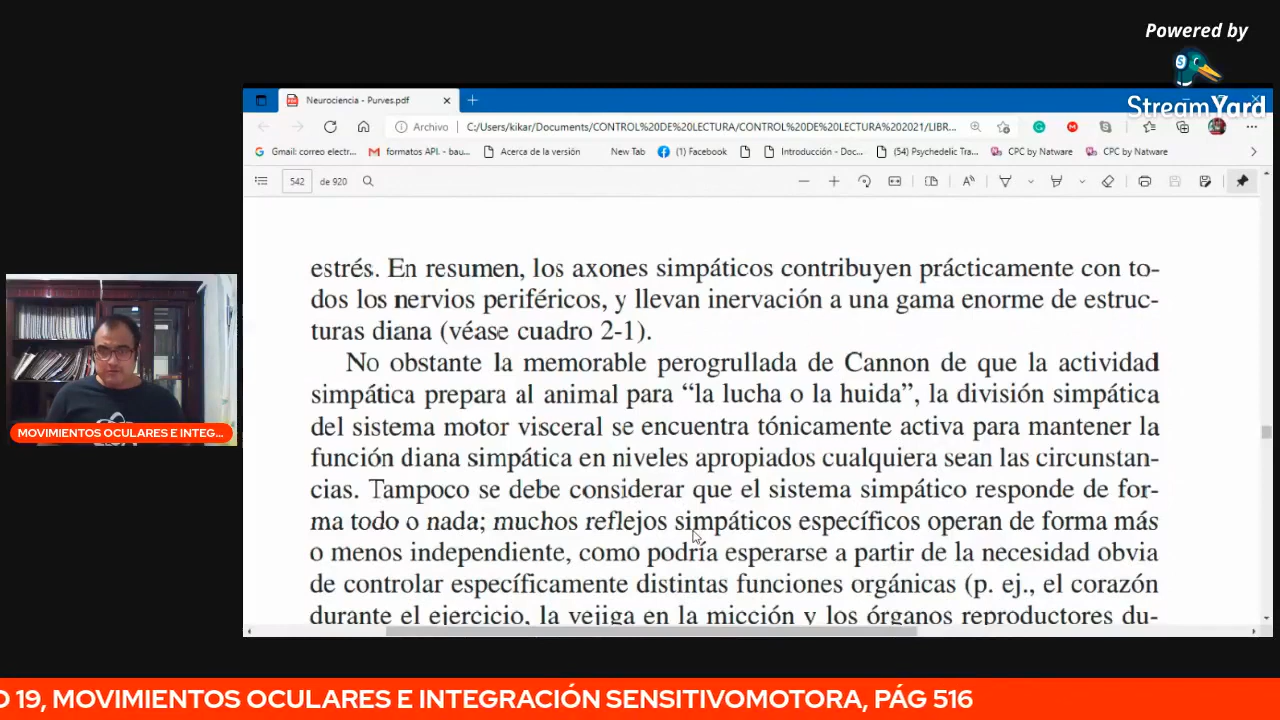 Powered by
StreamYard
Neurociencia - Purves.pdf
Archivo
C:/Users/kikar/Documents/CONTROL%20DE%20LECTURA/CONTROL%20DE%20LECTURA%202021/LIBR...
Gmail: correo electr...
formatos API. - bau...
Acerca de la versión
New Tab
(1) Facebook
Introducción - Doc...
(54) Psychedelic Tra...
CPC by Natware
CPC by Natware
542
de 920
estrés. En resumen, los axones simpáticos contribuyen prácticamente con to-
dos los nervios periféricos, y llevan inervación a una gama enorme de estruc-
turas diana (véase cuadro 2-1).
No obstante la memorable perogrullada de Cannon de que la actividad
simpática prepara al animal para “la lucha o la huida”, la división simpática
del sistema motor visceral se encuentra tónicamente activa para mantener la
función diana simpática en niveles apropiados cualquiera sean las circunstan-
cias. Tampoco se debe considerar que el sistema simpático responde de for-
ma todo o nada; muchos reflejos simpáticos específicos operan de forma más
o menos independiente, como podría esperarse a partir de la necesidad obvia
de controlar específicamente distintas funciones orgánicas (p. ej., el corazón
durante el ejercicio, la vejiga en la micción y los órganos reproductores du-
MOVIMIENTOS OCULARES E INTEG...
O 19, MOVIMIENTOS OCULARES E INTEGRACIÓN SENSITIVOMOTORA, PÁG 516